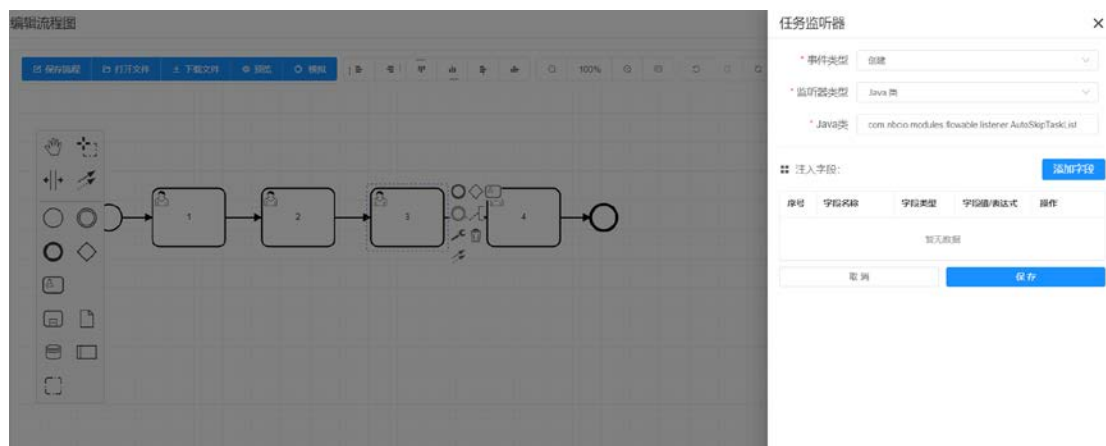 编辑流程图
任务监听器
* 事件类型 创建
保存流程 打开文件 下载文件 预览 模拟 100%
* 监听器类型 Java 类
* Java类 com.nbcio.modules.flowable.listener.AutoSkipTaskList
注入字段: 添加字段
序号 字段名称 字段类型 字段值/表达式 操作
1 2 3 4
暂无数据
取 消 保 存